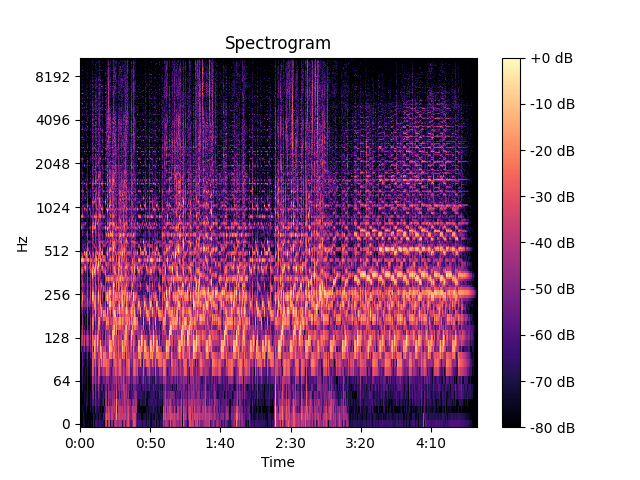 Spectrogram
Hz
8192
4096
2048
1024
512
256
128
64
0
0:00 0:50 1:40 2:30 3:20 4:10
Time
+0 dB
-10 dB
-20 dB
-30 dB
-40 dB
-50 dB
-60 dB
-70 dB
-80 dB